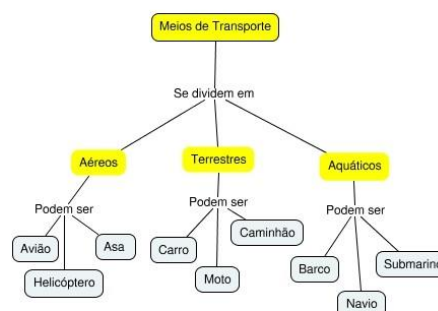 Meios de Transporte
Se dividem em
Aéreos
Terrestres
Aquáticos
Podem ser
Podem ser
Podem ser
Avião
Asa
Helicóptero
Carro
Caminhão
Moto
Barco
Submarino
Navio